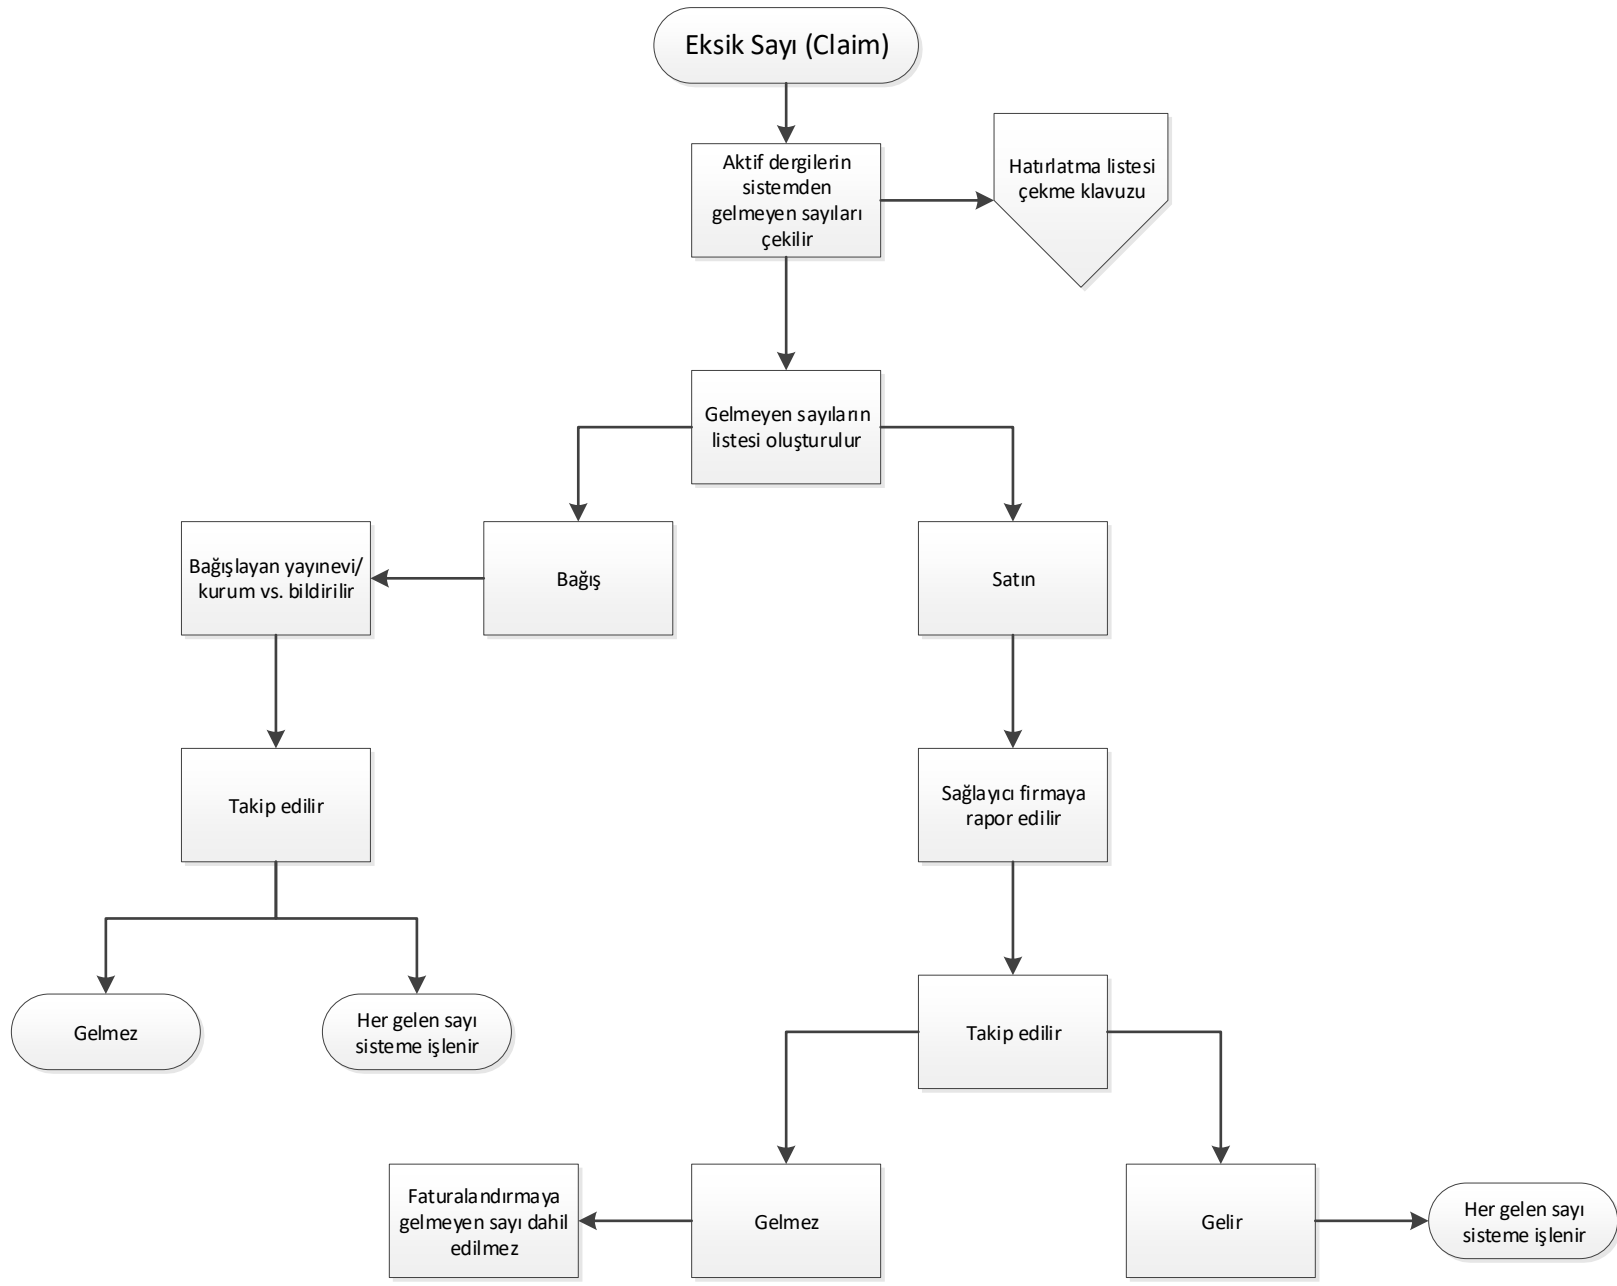 Eksik Sayı (Claim)
Aktif dergilerin
sistemden
gelmeyen sayıları
çekilir
Hatırlatma listesi
çekme klavuzu
Gelmeyen sayıların
listesi oluşturulur
Bağışlayan yayınevi/
kurum vs. bildirilir
Bağış
Satın
Takip edilir
Sağlayıcı firmaya
rapor edilir
Gelmez
Her gelen sayı
sisteme işlenir
Takip edilir
Faturalandırmaya
gelmeyen sayı dahil
edilmez
Gelmez
Gelir
Her gelen sayı
sisteme işlenir